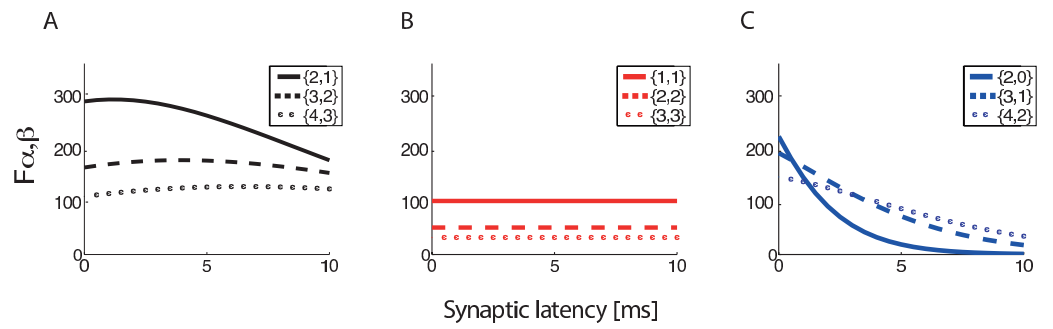 A
B
C
{2,1}
{3,2}
{4,3}
{1,1}
{2,2}
{3,3}
{2,0}
{3,1}
{4,2}
Fα,β
300
200
100
0
300
200
100
0
300
200
100
0
0 5 10
0 5 10
0 5 10
Synaptic latency [ms]